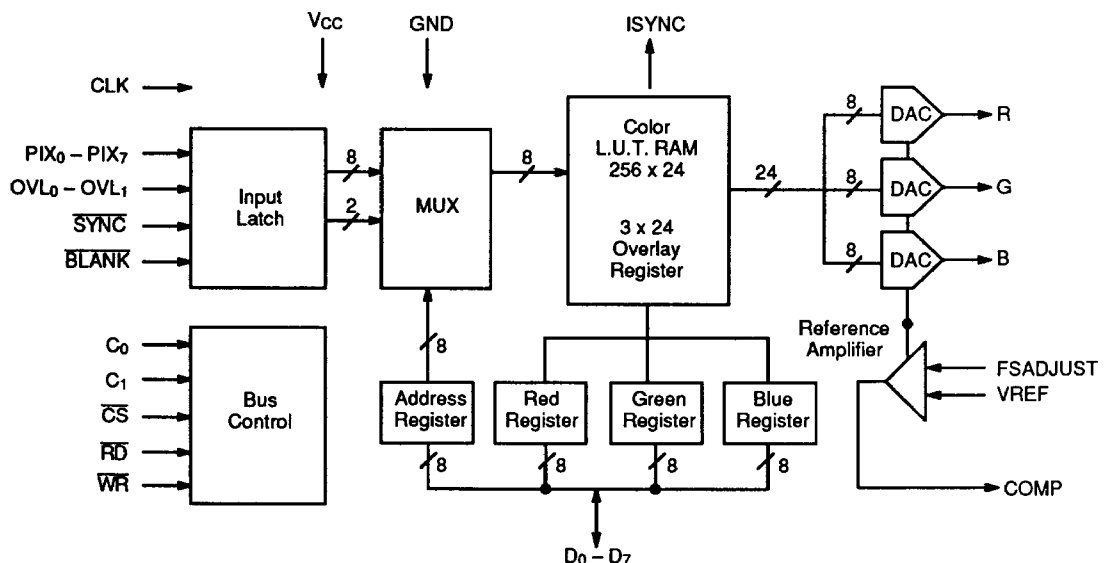 VCC
GND
ISYNC
CLK
PIX0 – PIX7
OVL0 – OVL1
SYNC
BLANK
Input
Latch
8
2
MUX
8
Color
L.U.T. RAM
256 x 24
3 x 24
Overlay
Register
24
8
DAC
R
8
DAC
G
8
DAC
B
C0
C1
CS
RD
WR
Bus
Control
8
Address
Register
Red
Register
Green
Register
Blue
Register
8
8
8
8
D0 – D7
Reference
Amplifier
FSADJUST
VREF
COMP